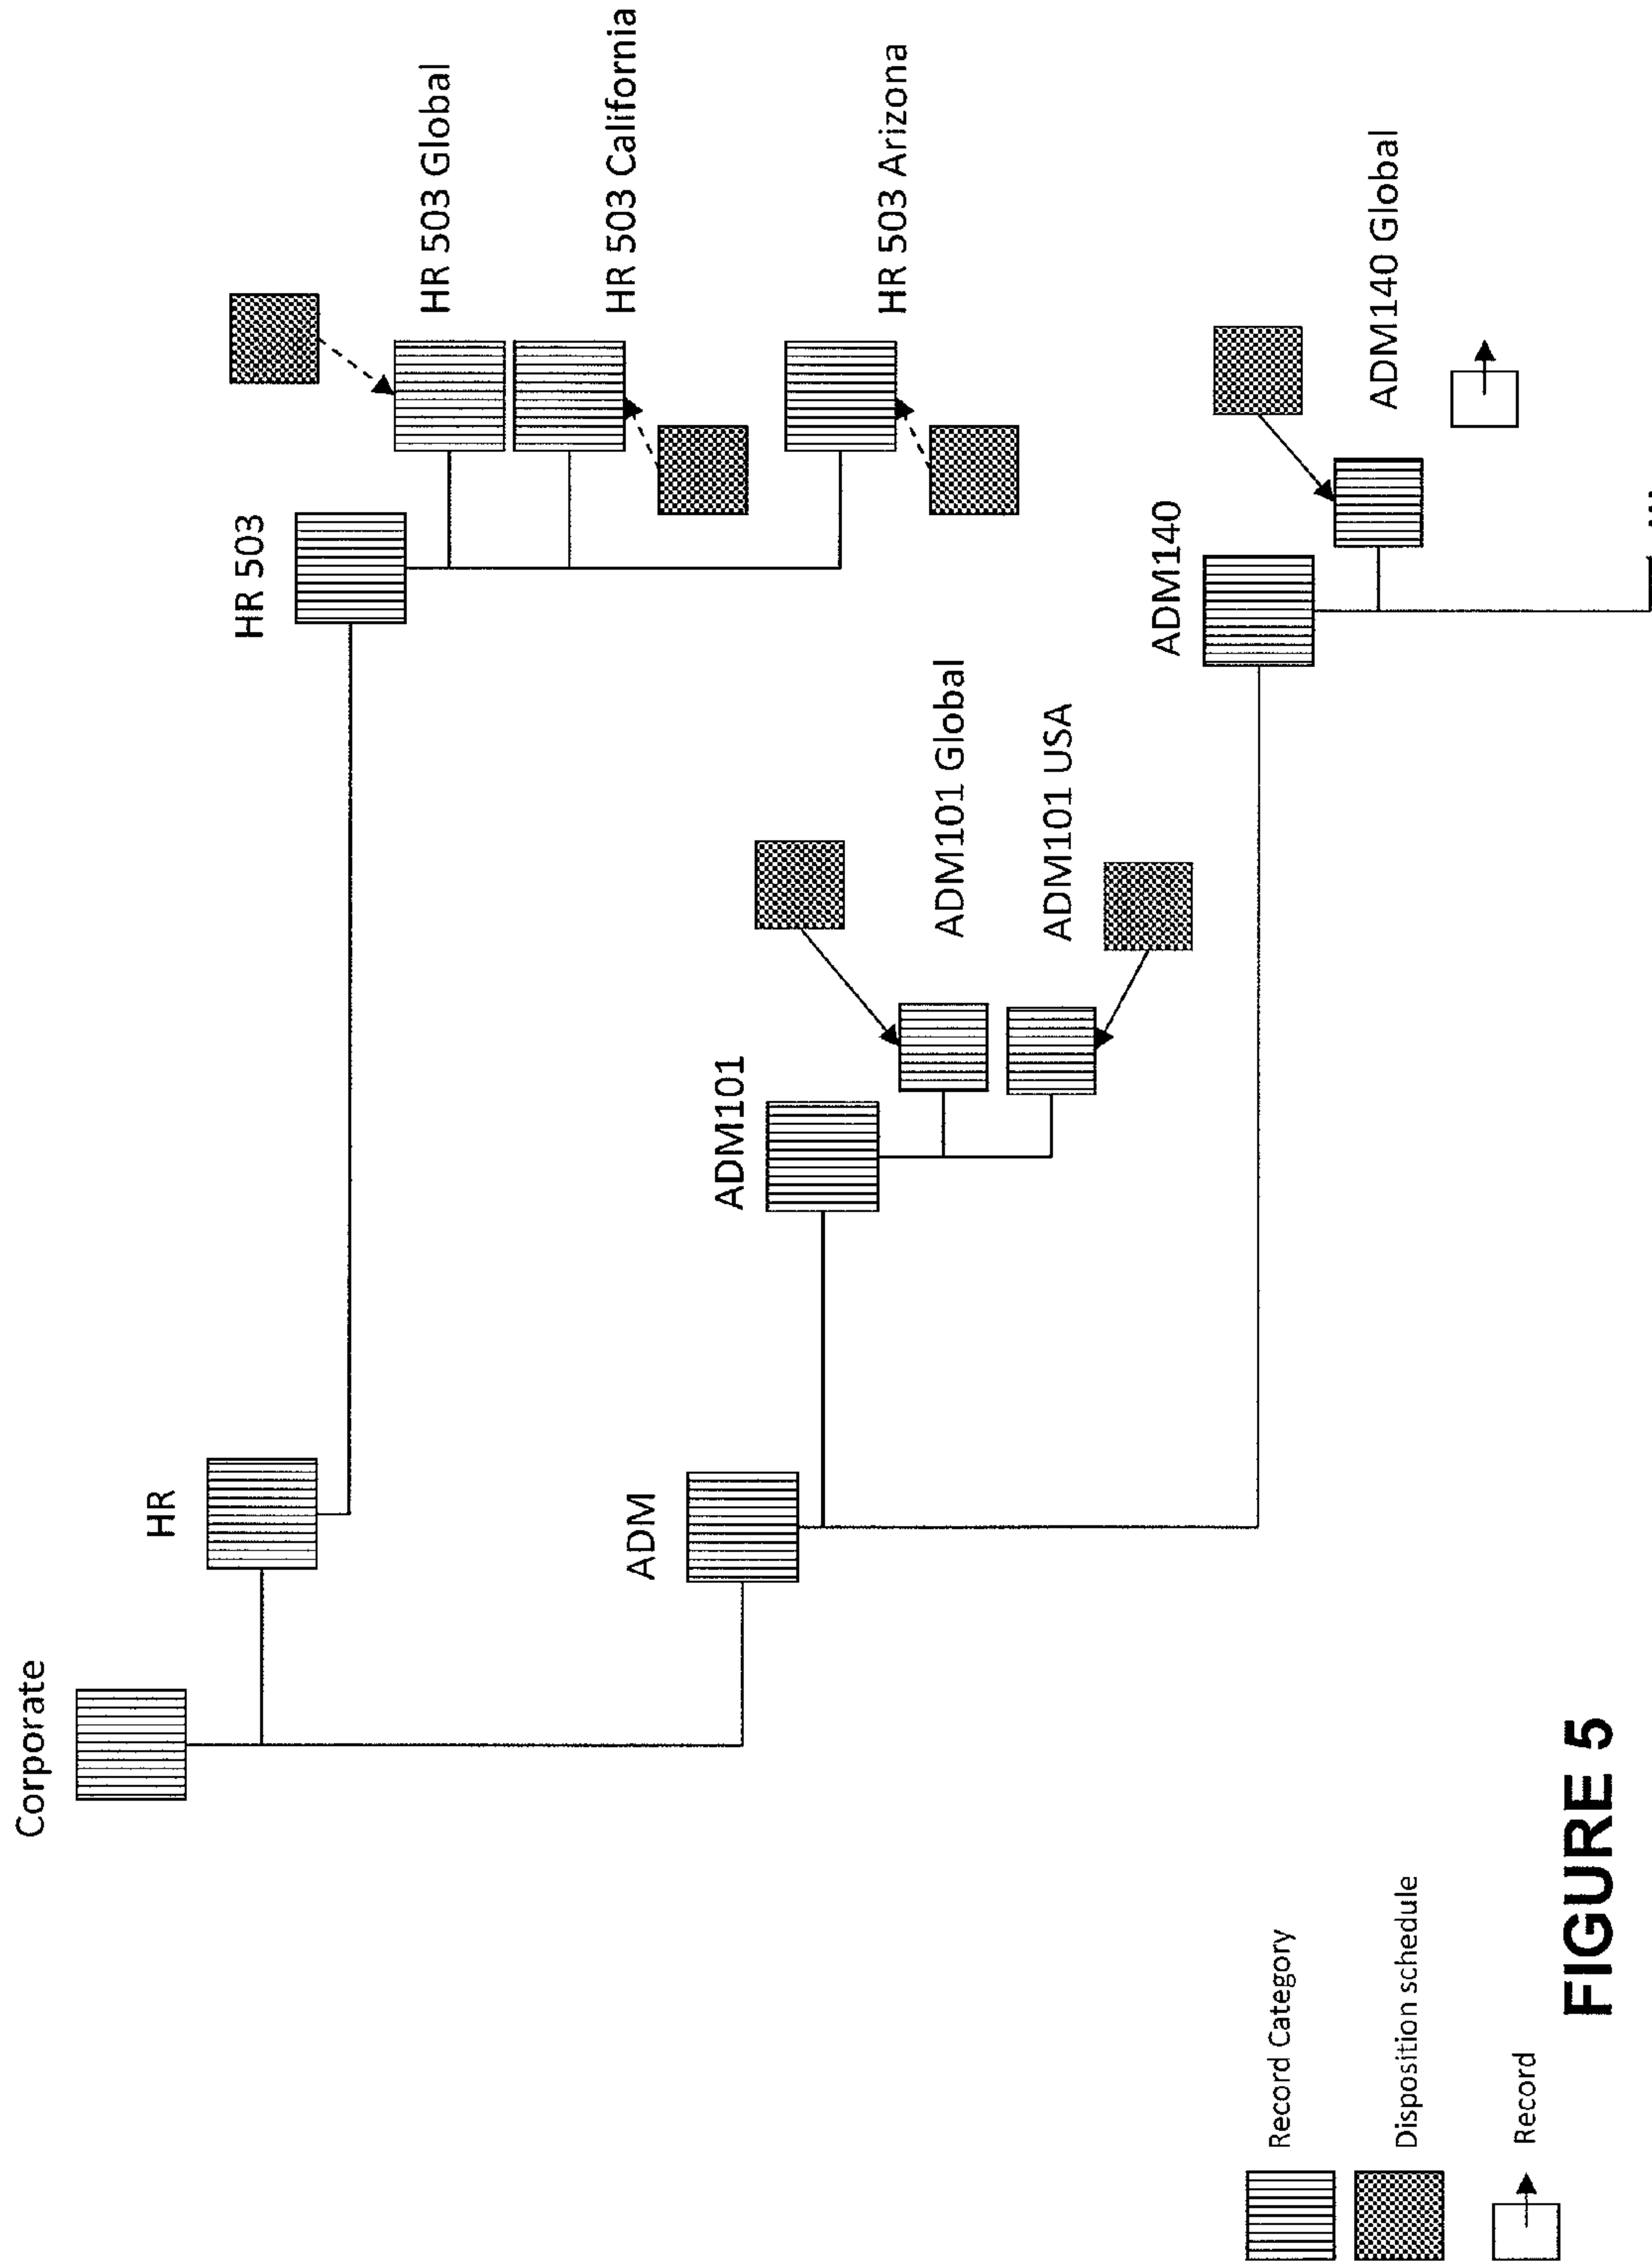 Corporate
HR
HR 503
HR 503 Global
HR 503 California
HR 503 Arizona
ADM
ADM101
ADM101 Global
ADM101 USA
ADM140
ADM140 Global
Record Category
Disposition schedule
Record
FIGURE 5